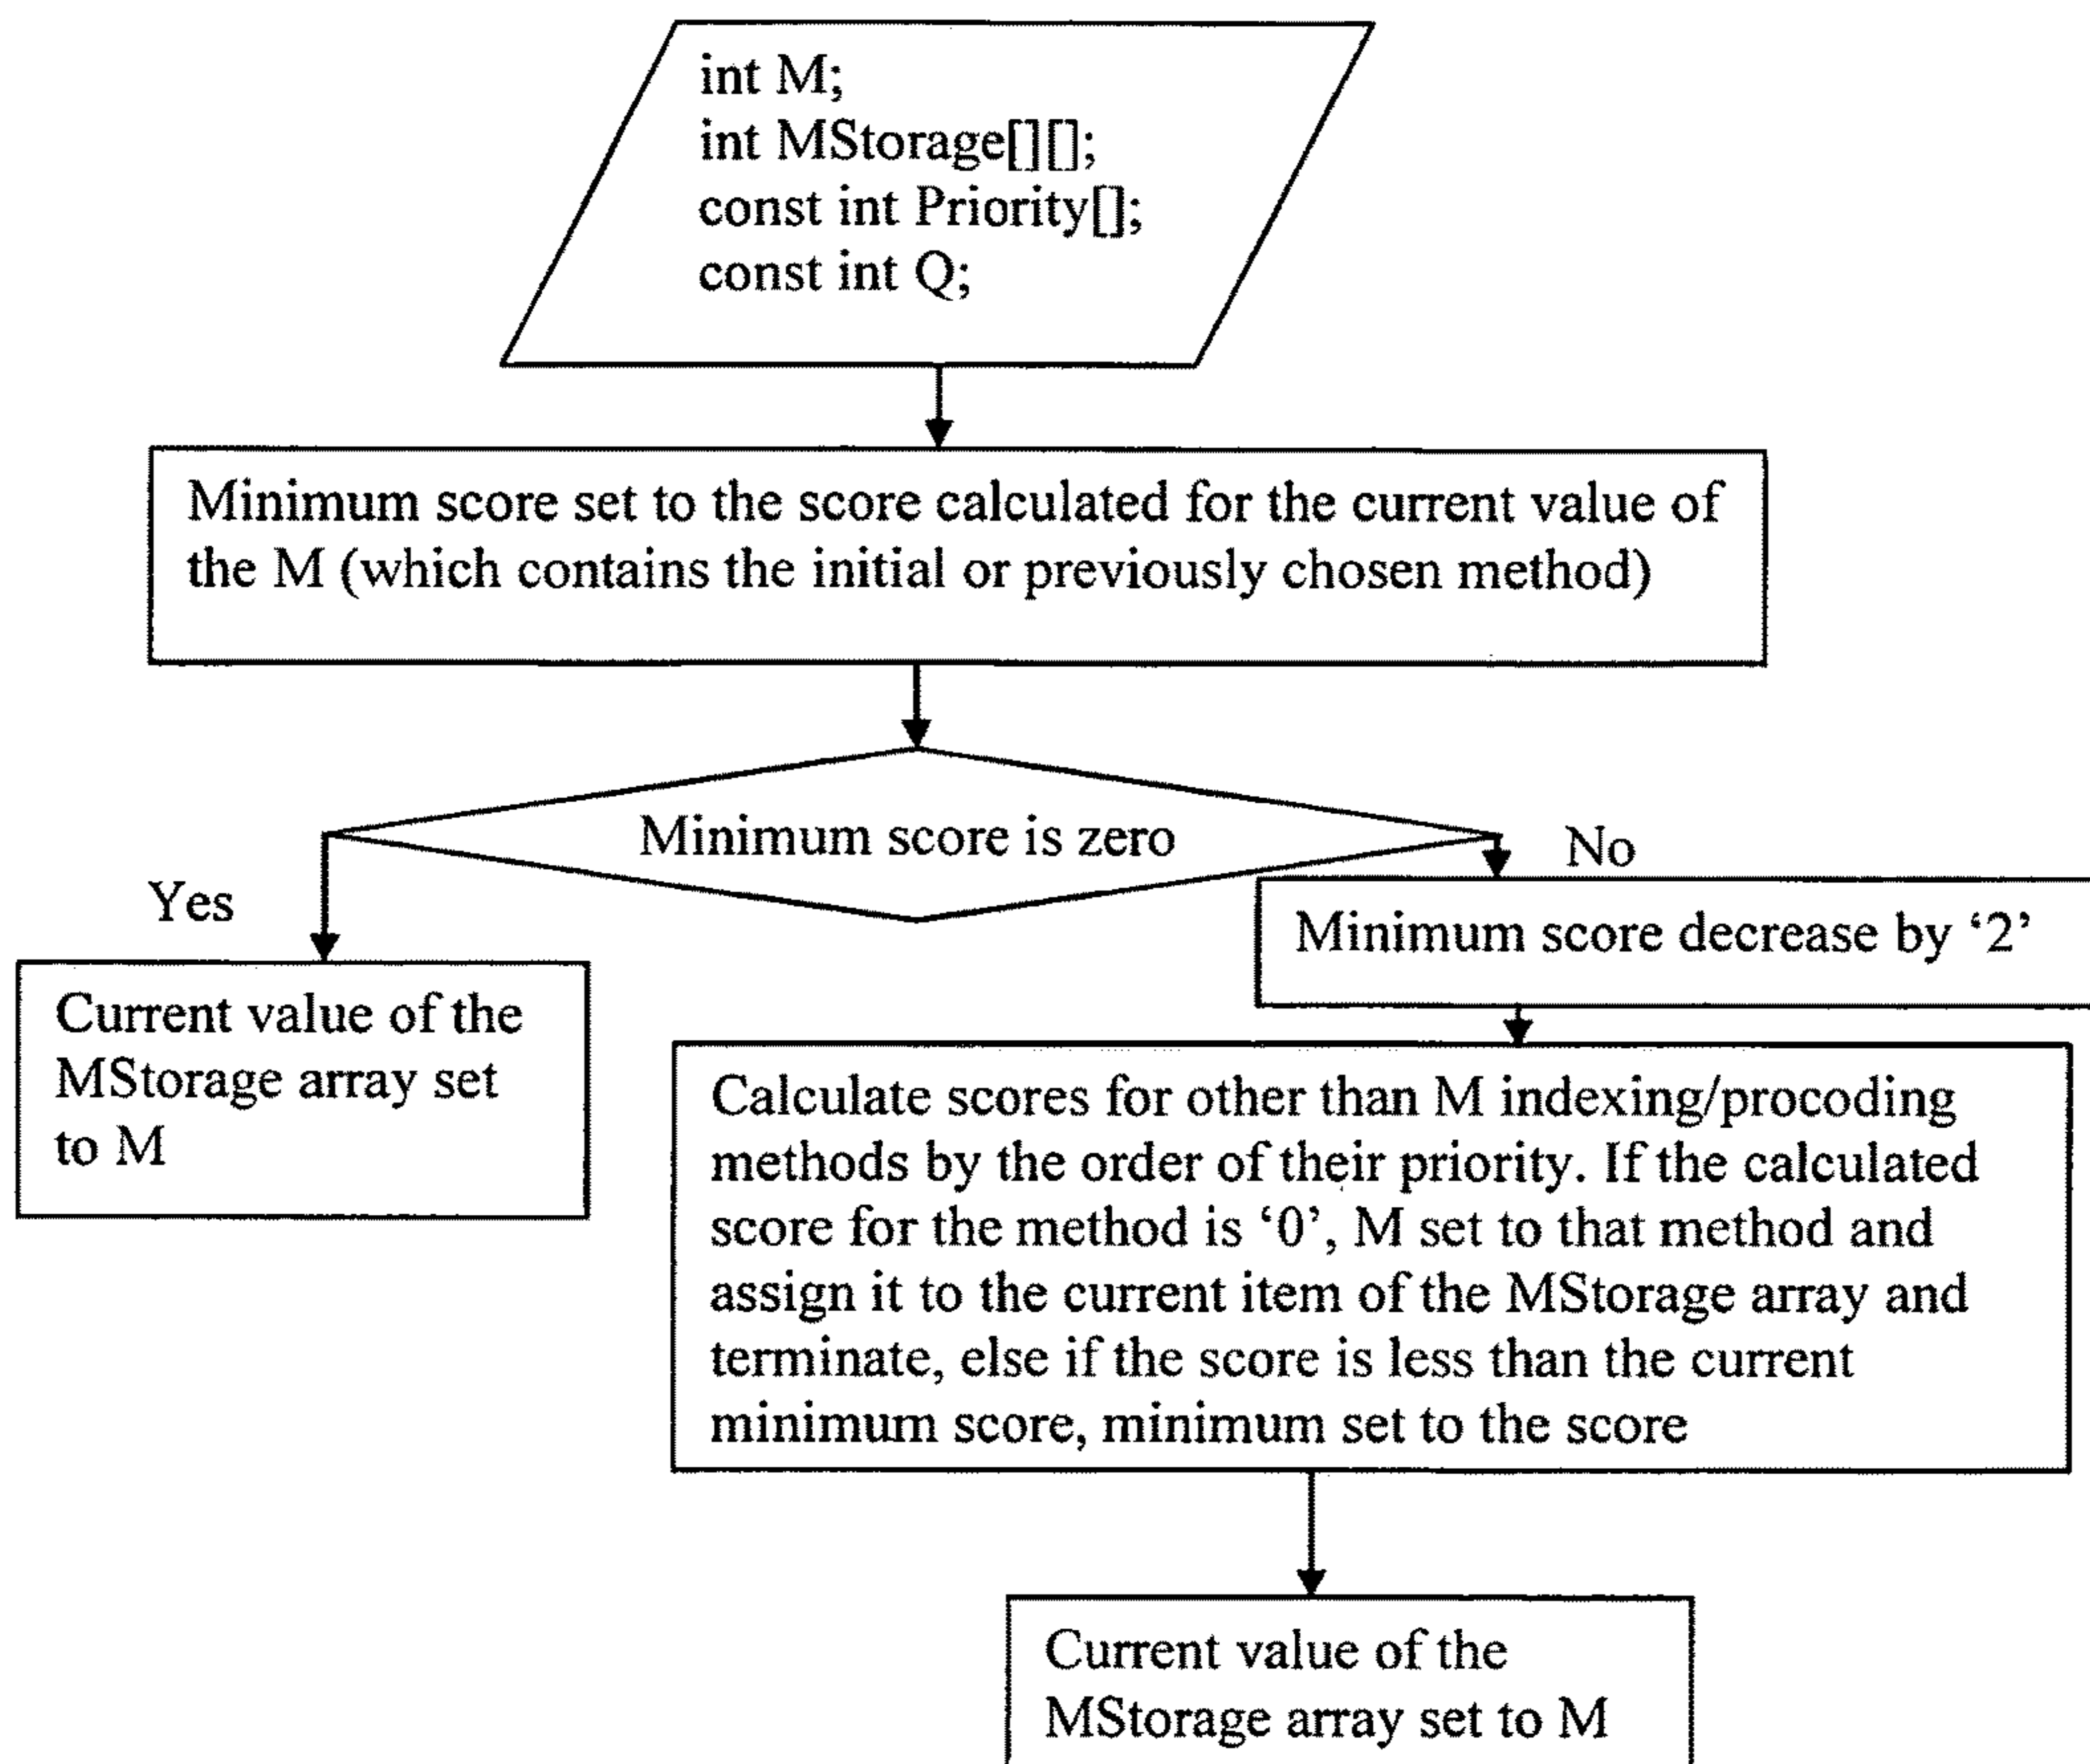 int M;
int MStorage[][];
const int Priority[];
const int Q;
Minimum score set to the score calculated for the current value of
the M (which contains the initial or previously chosen method)
Minimum score is zero
Yes
No
Minimum score decrease by ‘2’
Current value of the
MStorage array set
to M
Calculate scores for other than M indexing/procoding
methods by the order of their priority. If the calculated
score for the method is ‘0’, M set to that method and
assign it to the current item of the MStorage array and
terminate, else if the score is less than the current
minimum score, minimum set to the score
Current value of the
MStorage array set to M